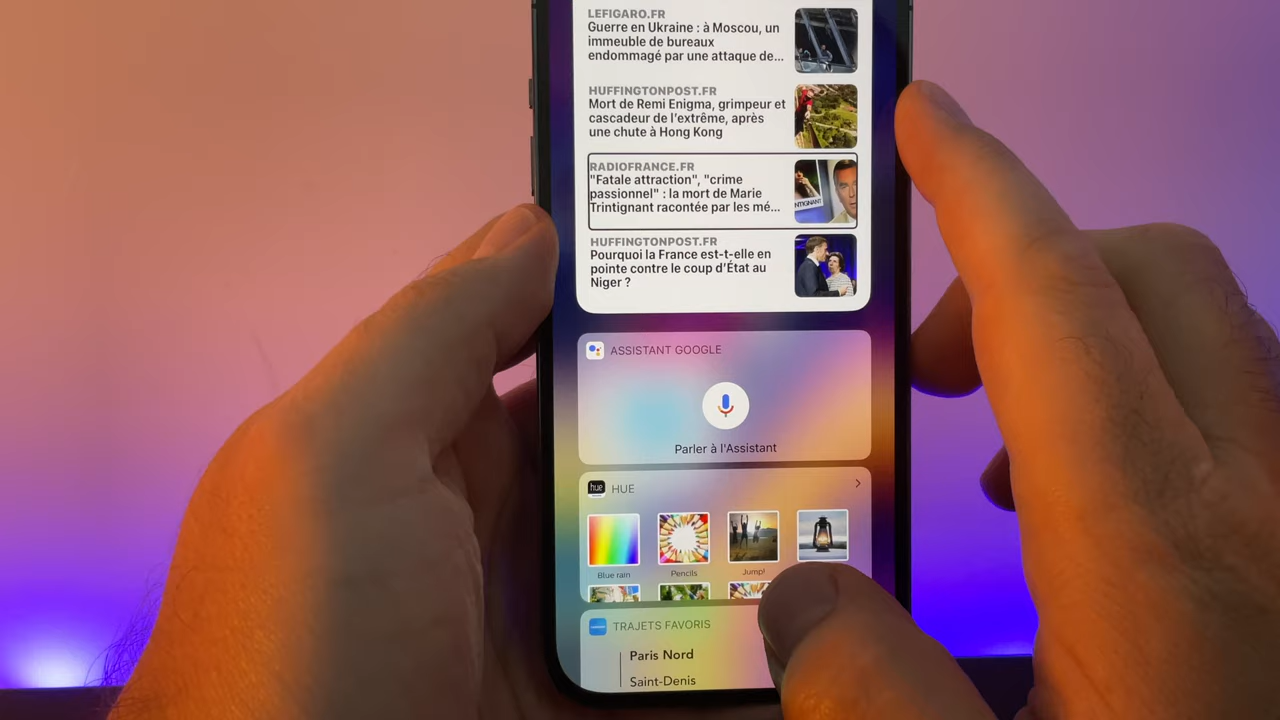 LEFIGARO.FR
Guerre en Ukraine : à Moscou, un
immeuble de bureaux
endommagé par une attaque de...
HUFFINGTONPOST.FR
Mort de Remi Enigma, grimpeur et
cascadeur de l'extrême, après
une chute à Hong Kong
RADIOFRANCE.FR
"Fatale attraction", "crime
passionnel" : la mort de Marie
Trintignant racontée par les mé...
NTIGNANT
HUFFINGTONPOST.FR
Pourquoi la France est-t-elle en
pointe contre le coup d'État au
Niger ?
ASSISTANT GOOGLE
Parler à l'Assistant
hue HUE
Blue rain
Pencils
Jump!
TRAJETS FAVORIS
Paris Nord
Saint-Denis